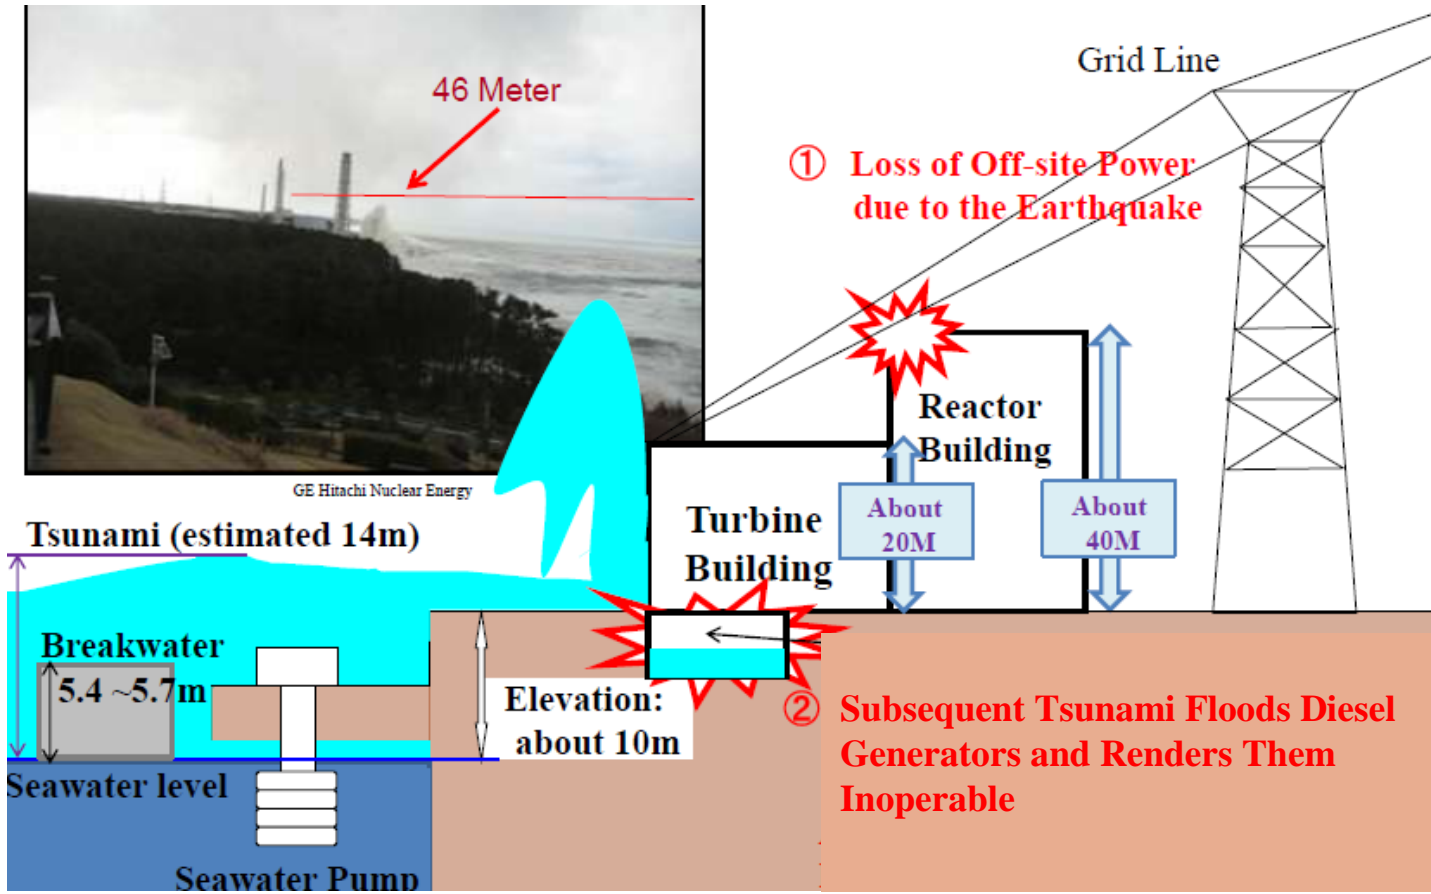 46 Meter
Grid Line
① Loss of Off-site Power
due to the Earthquake
Reactor
Building
GE Hitachi Nuclear Energy
Tsunami (estimated 14m)
Turbine
Building
About
20M
About
40M
Breakwater
5.4 ~5.7m
Elevation:
about 10m
② Subsequent Tsunami Floods Diesel
Generators and Renders Them
Inoperable
Seawater level
Seawater Pump